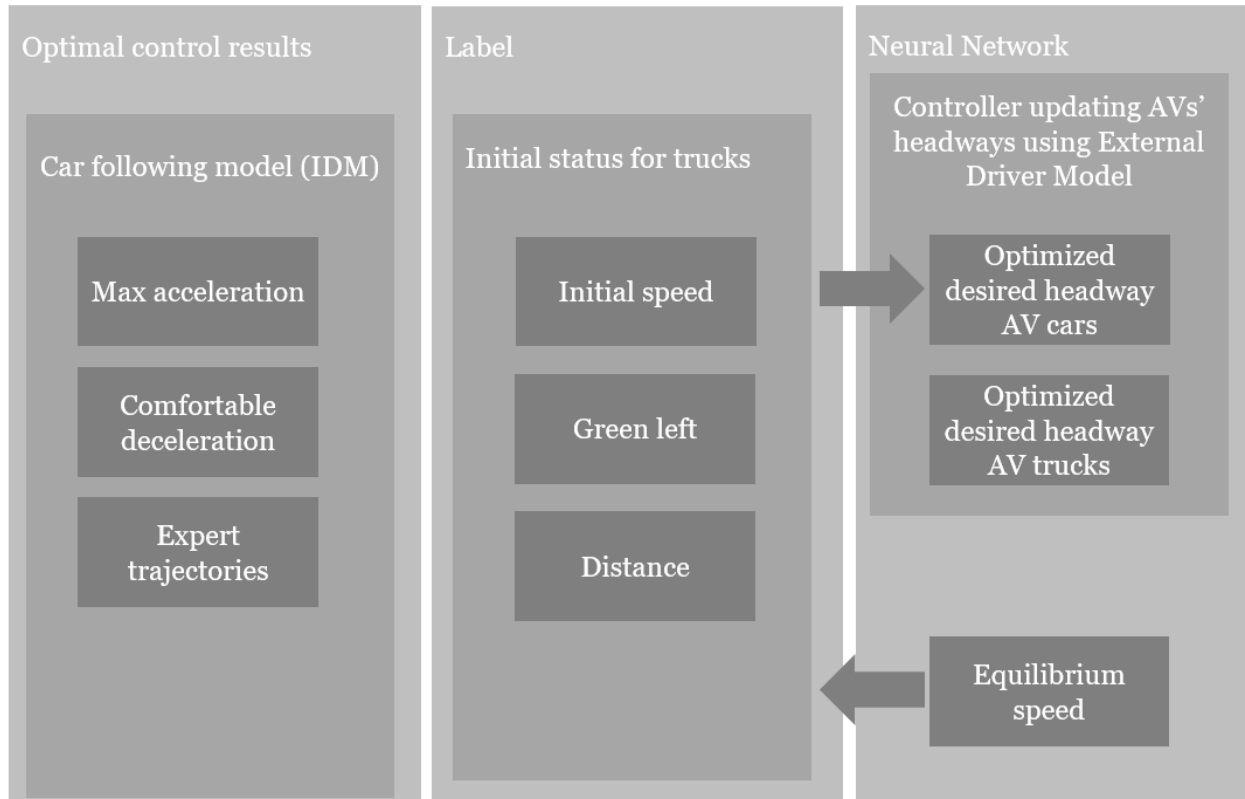 Optimal control results
Car following model (IDM)
Max acceleration
Comfortable
deceleration
Expert
trajectories
Label
Initial status for trucks
Initial speed
Green left
Distance
Neural Network
Controller updating AVs’
headways using External
Driver Model
Optimized
desired headway
AV cars
Optimized
desired headway
AV trucks
Equilibrium
speed